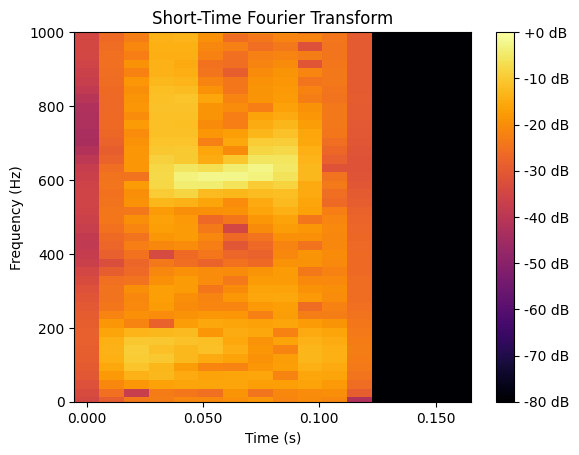 Short-Time Fourier Transform
1000
800
600
400
200
0
Frequency (Hz)
0.000
0.050
0.100
0.150
Time (s)
+0 dB
-10 dB
-20 dB
-30 dB
-40 dB
-50 dB
-60 dB
-70 dB
-80 dB